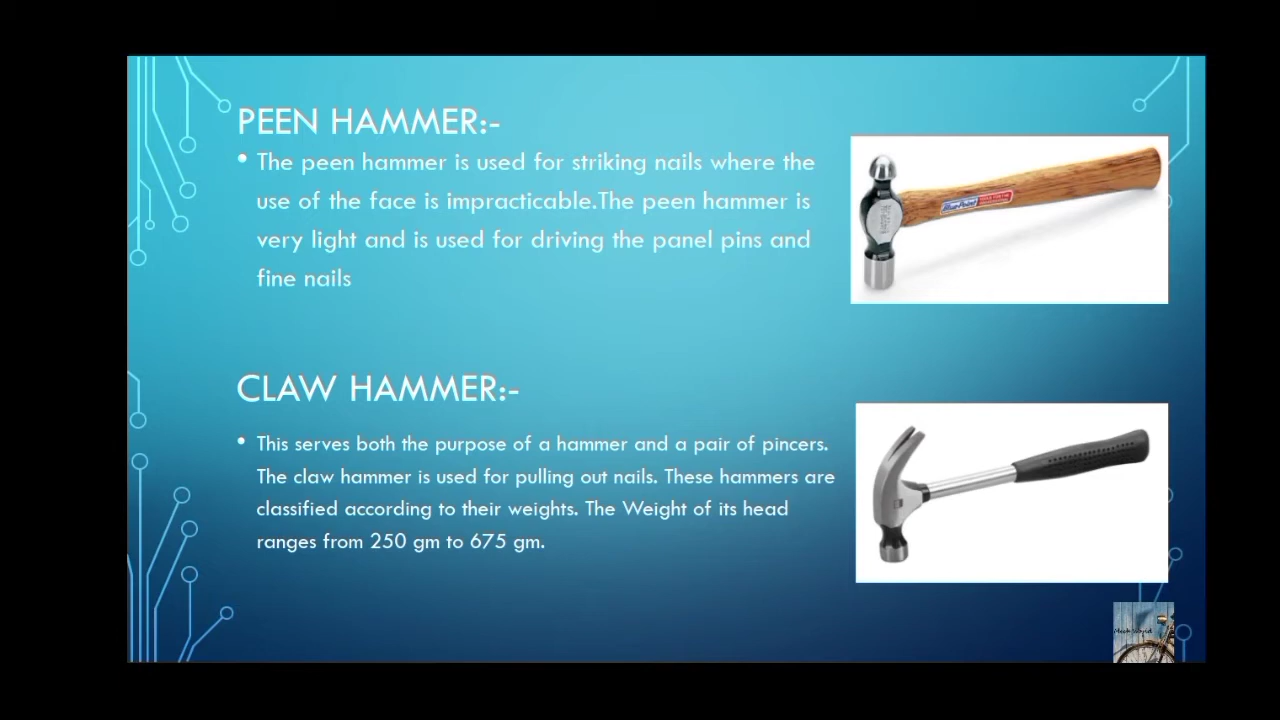 PEEN HAMMER:-
• The peen hammer is used for striking nails where the
use of the face is impracticable.The peen hammer is
very light and is used for driving the panel pins and
fine nails
CLAW HAMMER:-
• This serves both the purpose of a hammer and a pair of pincers.
The claw hammer is used for pulling out nails. These hammers are
classified according to their weights. The Weight of its head
ranges from 250 gm to 675 gm.